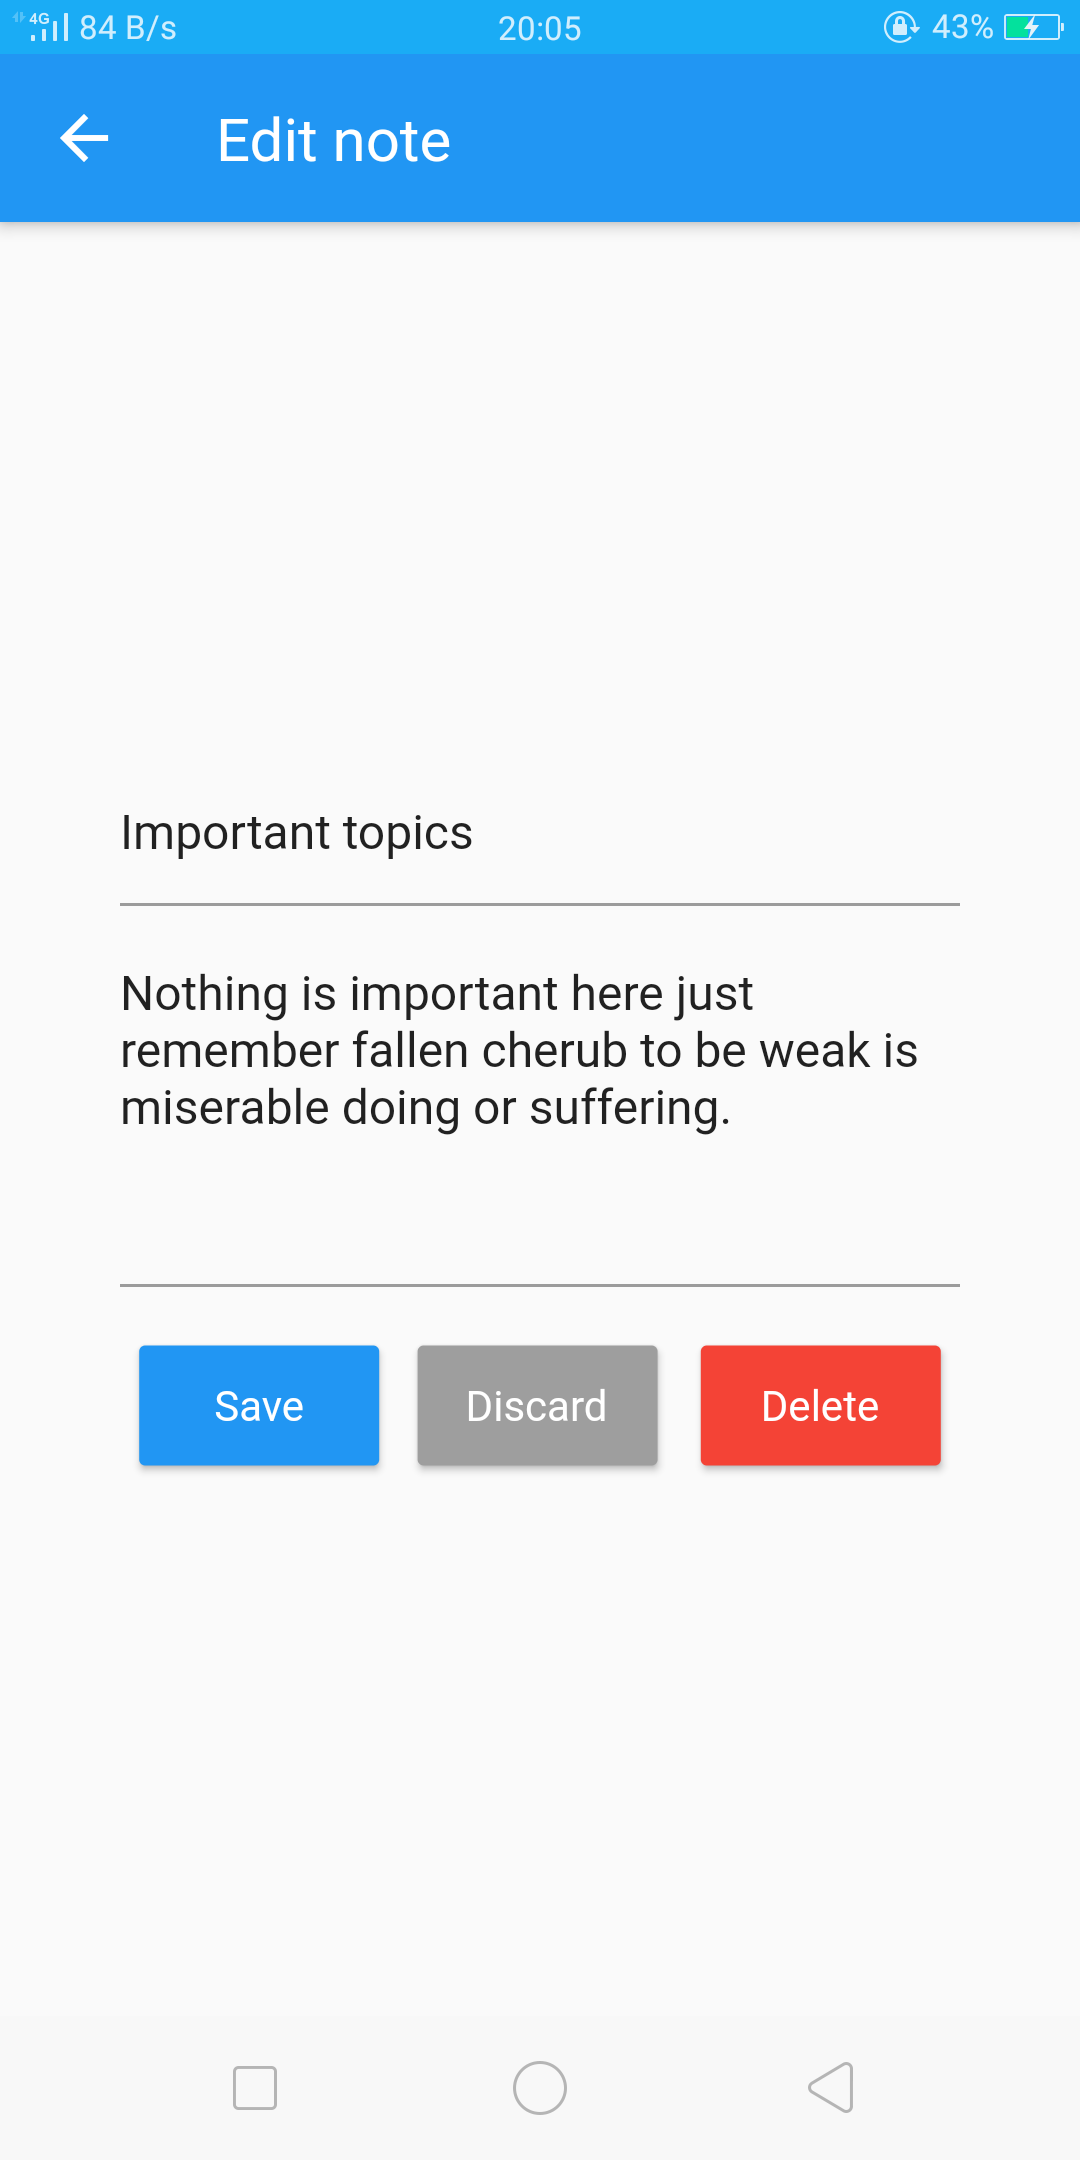 4G 84 B/s 20:05 43%
Edit note
Important topics
Nothing is important here just
remember fallen cherub to be weak is
miserable doing or suffering.
Save Discard Delete